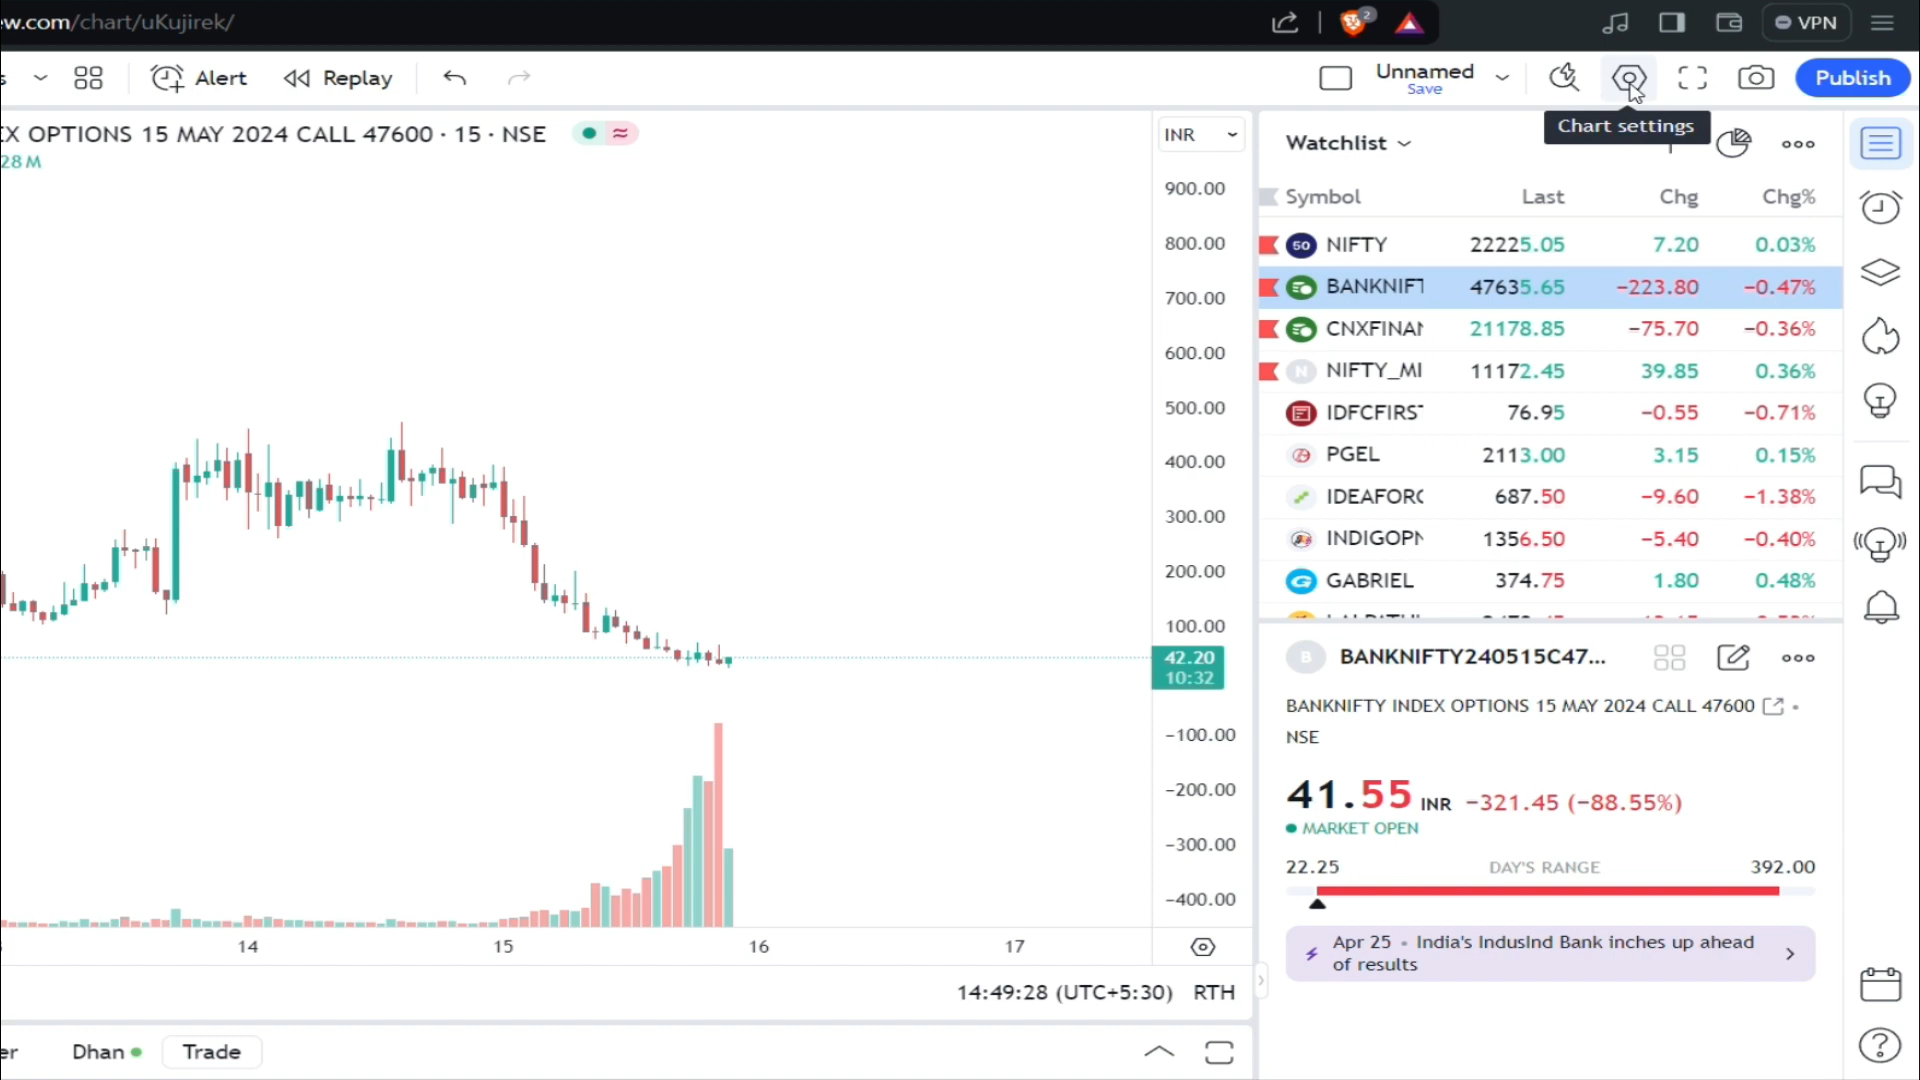 ew.com/chart/uKujirek/
2
VPN
s
Alert
Replay
Unnamed
Save
Publish
Chart settings
EX OPTIONS 15 MAY 2024 CALL 47600 · 15 · NSE
28 M
INR
900.00
800.00
700.00
600.00
500.00
400.00
300.00
200.00
100.00
42.20
10:32
−100.00
−200.00
−300.00
−400.00
14
15
16
17
14:49:28 (UTC+5:30) RTH
er
Dhan
Trade
Watchlist
Symbol Last Chg Chg%
50 NIFTY 22225.05 7.20 0.03%
BANKNIFT 47635.65 −223.80 −0.47%
CNXFINAN 21178.85 −75.70 −0.36%
N NIFTY_MI 11172.45 39.85 0.36%
IDFCFIRS 76.95 −0.55 −0.71%
PGEL 2113.00 3.15 0.15%
IDEAFORG 687.50 −9.60 −1.38%
INDIGOPN 1356.50 −5.40 −0.40%
GABRIEL 374.75 1.80 0.48%
B BANKNIFTY240515C47...
BANKNIFTY INDEX OPTIONS 15 MAY 2024 CALL 47600 •
NSE
41.55 INR −321.45 (−88.55%)
MARKET OPEN
22.25 DAY'S RANGE 392.00
Apr 25 • India's IndusInd Bank inches up ahead
of results